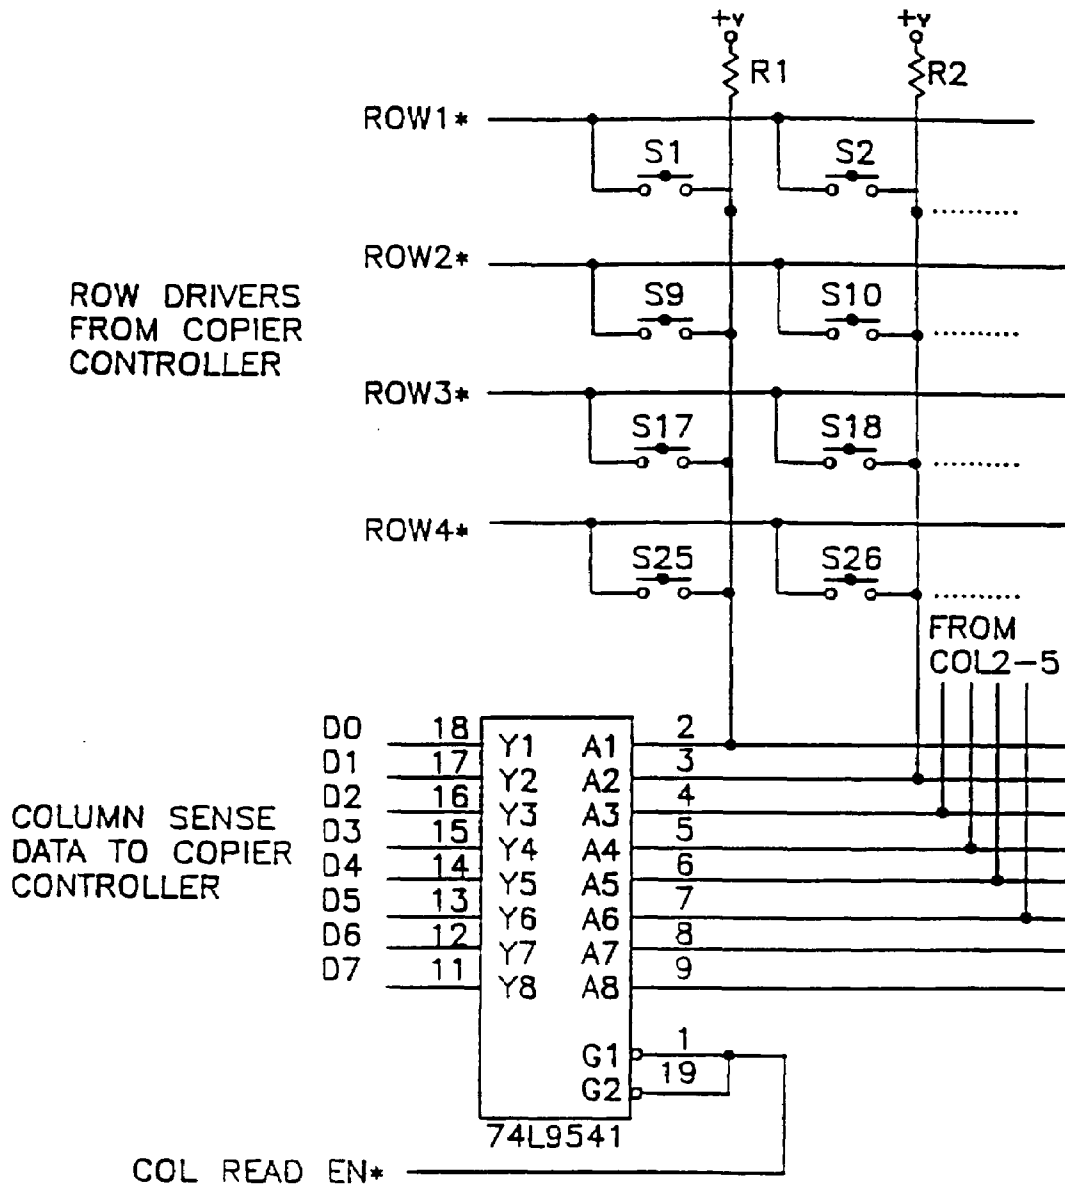 +v +v
R1 R2
ROW1*
S1 S2
ROW2*
S9 S10
ROW DRIVERS
FROM COPIER
CONTROLLER
ROW3*
S17 S18
ROW4*
S25 S26
FROM
COL2-5
D0 18 Y1 A1 2
D1 17 Y2 A2 3
D2 16 Y3 A3 4
D3 15 Y4 A4 5
D4 14 Y5 A5 6
D5 13 Y6 A6 7
D6 12 Y7 A7 8
D7 11 Y8 A8 9
COLUMN SENSE
DATA TO COPIER
CONTROLLER
G1 1
G2 19
74L9541
COL READ EN*